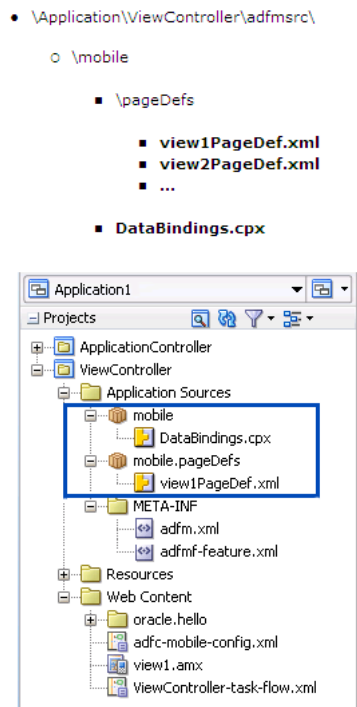 \Application\ViewController\adfmsrc\
\mobile
\pageDefs
view1PageDef.xml
view2PageDef.xml
...
DataBindings.cpx
Application1
Projects
ApplicationController
ViewController
Application Sources
mobile
DataBindings.cpx
mobile.pageDefs
view1PageDef.xml
META-INF
adfm.xml
adfmf-feature.xml
Resources
Web Content
oracle.hello
adfc-mobile-config.xml
view1.amx
ViewController-task-flow.xml